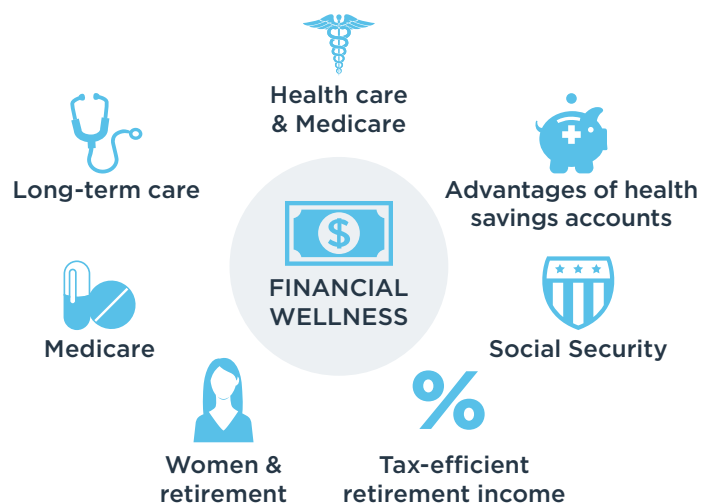 Health care
& Medicare
Advantages of health
savings accounts
Social Security
Tax-efficient
retirement income
Women &
retirement
Medicare
Long-term care
$
FINANCIAL
WELLNESS
%